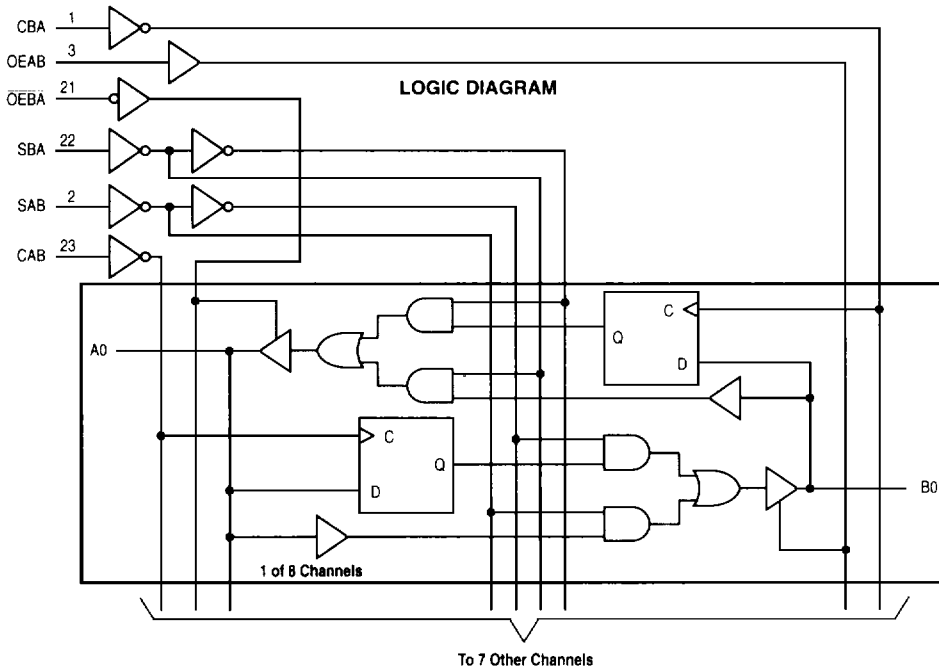 CBA 1
OEAB 3
LOGIC DIAGRAM
OEBA 21
SBA 22
SAB 2
CAB 23
C
Q
D
A0
C
Q
D
B0
1 of 8 Channels
To 7 Other Channels